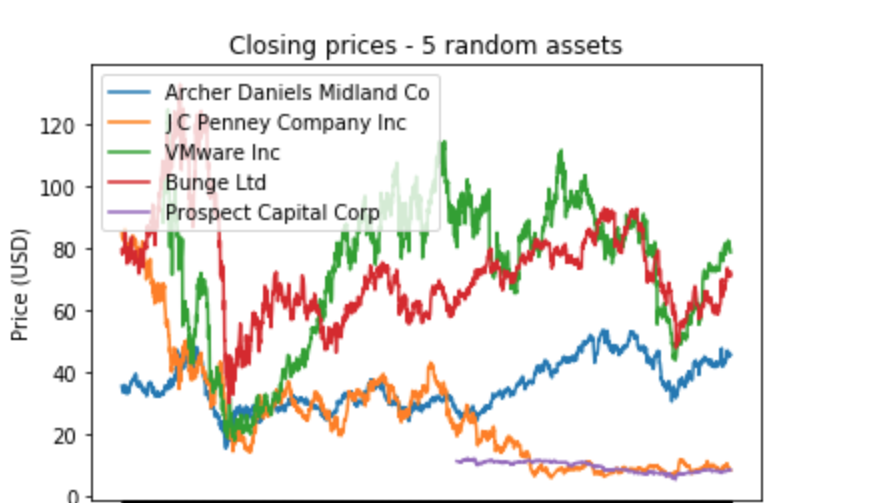 Closing prices - 5 random assets
Archer Daniels Midland Co
J C Penney Company Inc
VMware Inc
Bunge Ltd
Prospect Capital Corp
Price (USD)
120
100
80
60
40
20
0